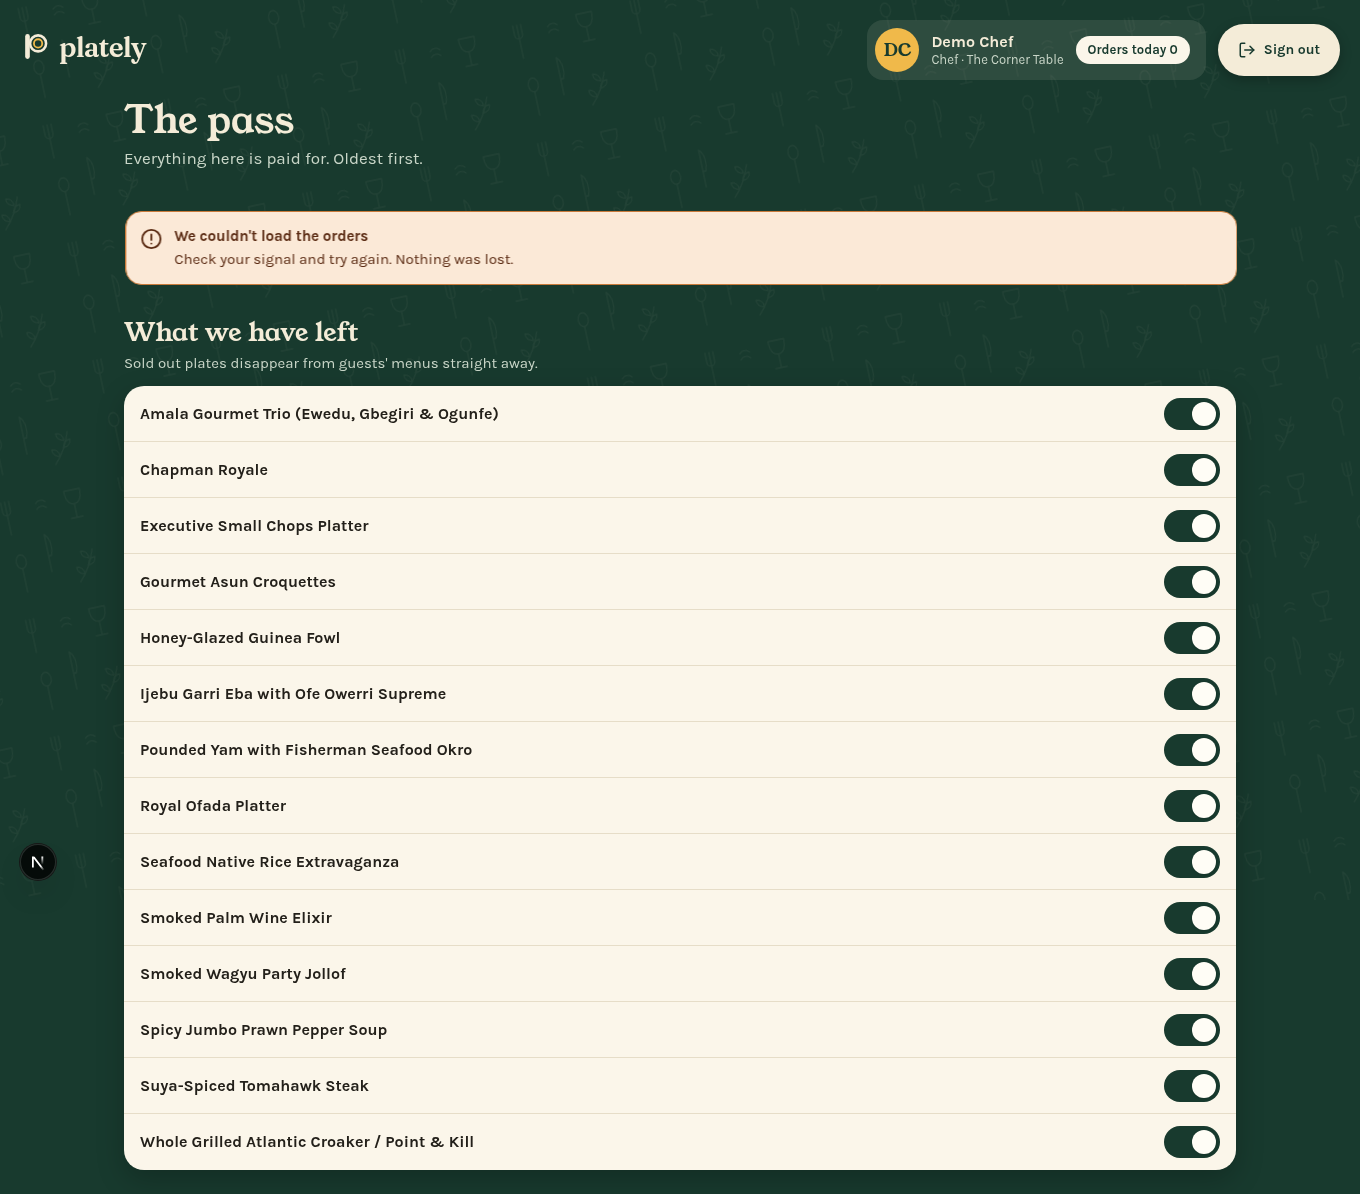 plately
DC
Demo Chef
Chef · The Corner Table
Orders today 0
Sign out
The pass
Everything here is paid for. Oldest first.
We couldn't load the orders
Check your signal and try again. Nothing was lost.
What we have left
Sold out plates disappear from guests' menus straight away.
Amala Gourmet Trio (Ewedu, Gbegiri & Ogunfe)
Chapman Royale
Executive Small Chops Platter
Gourmet Asun Croquettes
Honey-Glazed Guinea Fowl
Ijebu Garri Eba with Ofe Owerri Supreme
Pounded Yam with Fisherman Seafood Okro
Royal Ofada Platter
Seafood Native Rice Extravaganza
N
Smoked Palm Wine Elixir
Smoked Wagyu Party Jollof
Spicy Jumbo Prawn Pepper Soup
Suya-Spiced Tomahawk Steak
Whole Grilled Atlantic Croaker / Point & Kill